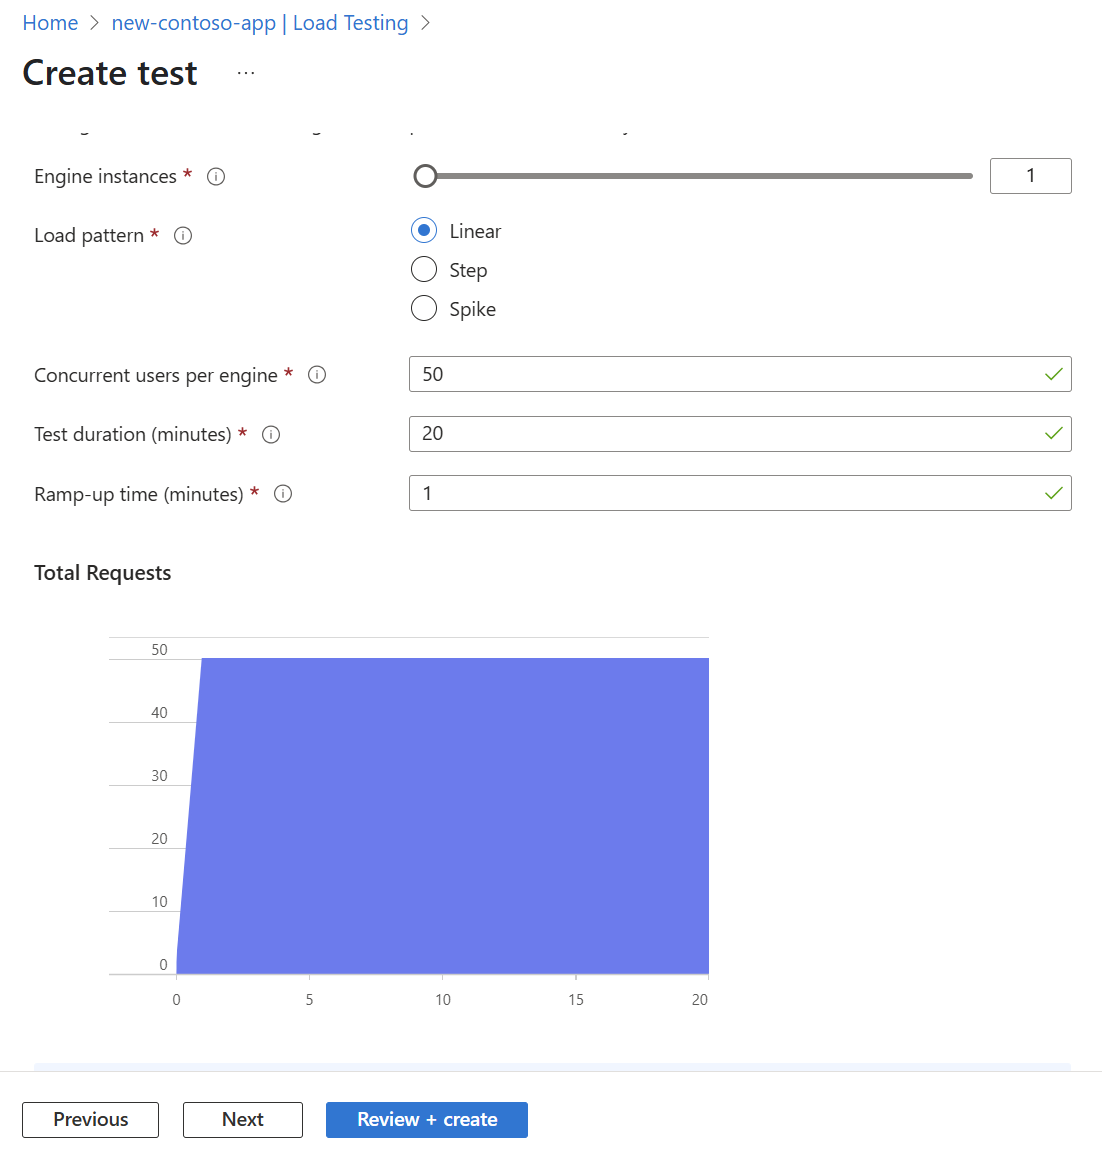 Home > new-contoso-app | Load Testing >
Create test ...
Engine instances * 1
Load pattern * Linear
Step
Spike
Concurrent users per engine * 50
Test duration (minutes) * 20
Ramp-up time (minutes) * 1
Total Requests
50
40
30
20
10
0
0 5 10 15 20
Previous Next Review + create